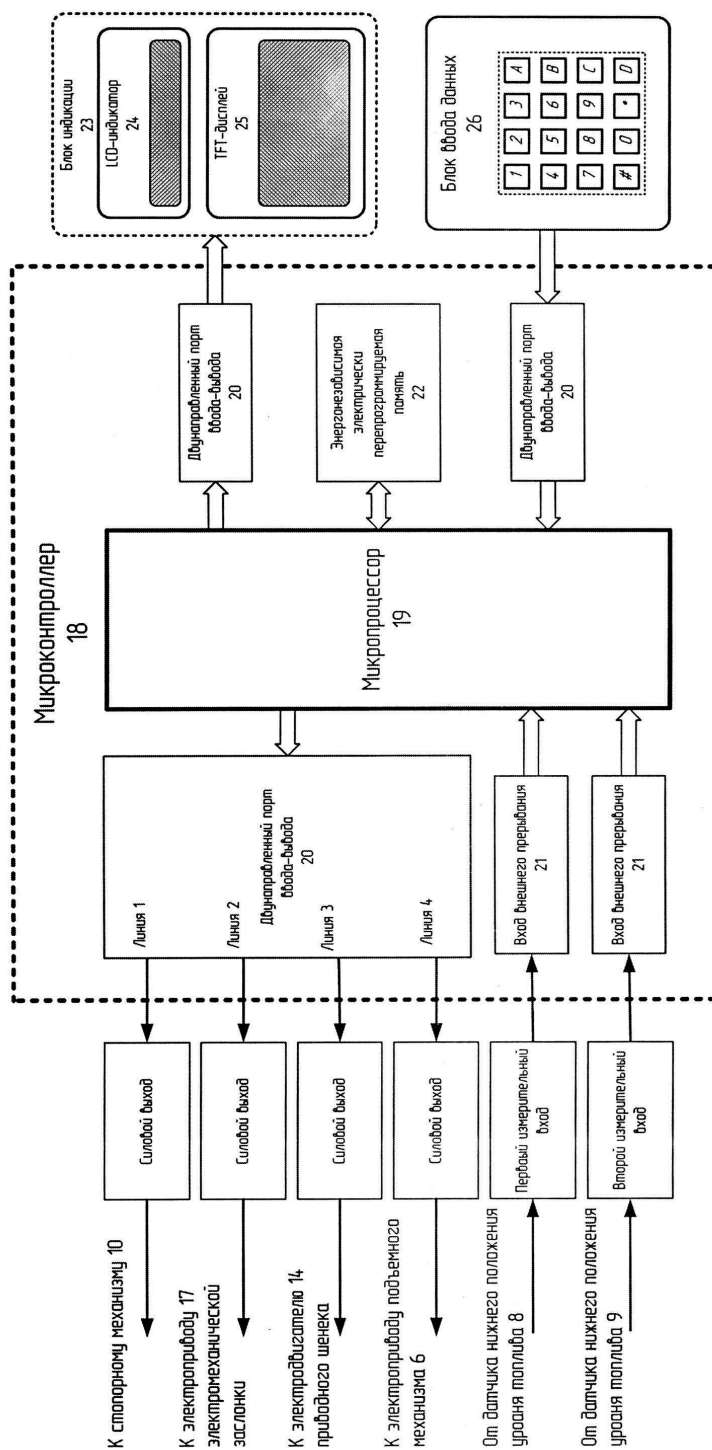 Микроконтроллер
18
К стопорному механизму 10
К электроприводу 17
электромеханической
заслонки
К электродвигателю 14
приводного шенека
К электроприводу подъемного
механизма 6
От датчика нижнего положения
уровня топлива 8
От датчика нижнего положения
уровня топлива 9
Силовой выход
Силовой выход
Силовой выход
Силовой выход
Первый измерительный
вход
Второй измерительный
вход
Линия 1
Линия 2
Линия 3
Линия 4
Двунаправленный порт
ввода-вывода
20
Вход внешнего прерывания
21
Вход внешнего прерывания
21
Микропроцессор
19
Двунаправленный порт
ввода-вывода
20
Энергонезависимая
электрически
перепрограммируемая
память
22
Двунаправленный порт
ввода-вывода
20
Блок индикации
23
LCD-индикатор
24
TFT-дисплей
25
Блок ввода данных
26
1 2 3 A
4 5 6 B
7 8 9 C
# 0 * D